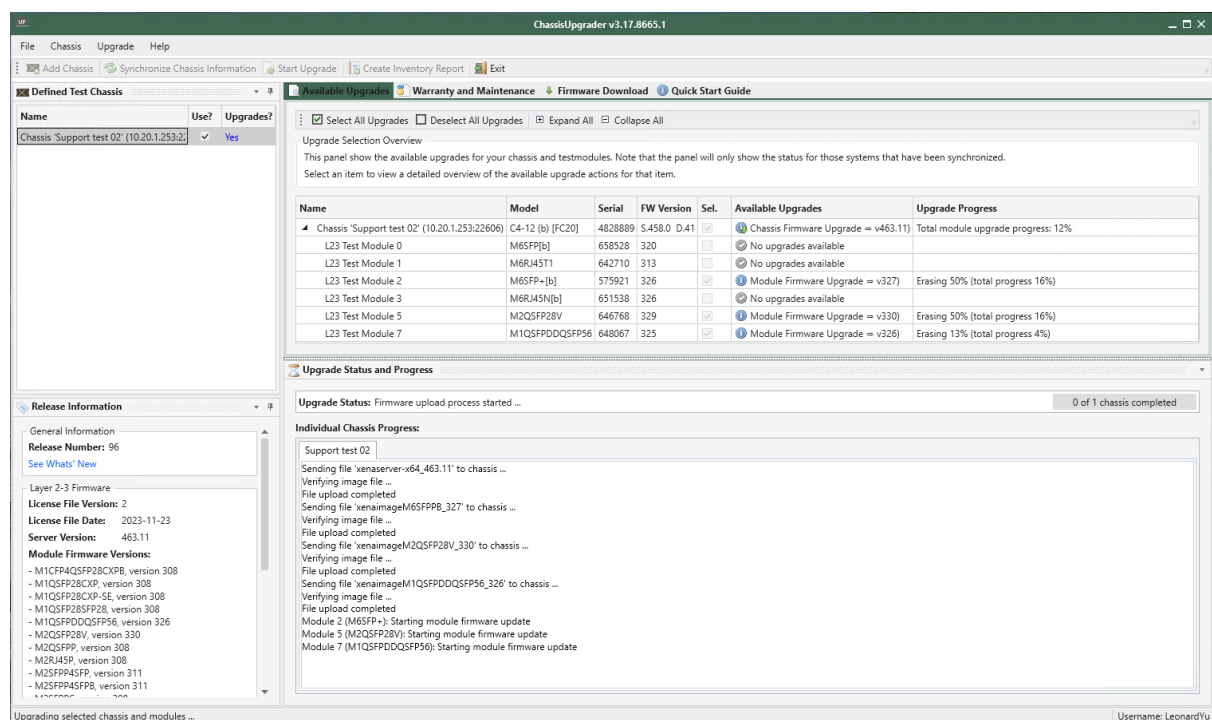 UP
ChassisUpgrader v3.17.8665.1
File Chassis Upgrade Help
Add Chassis Synchronize Chassis Information Start Upgrade Create Inventory Report Exit
Defined Test Chassis
Name Use? Upgrades?
Chassis 'Support test 02' (10.20.1.253:2 Yes
Available Upgrades Warranty and Maintenance Firmware Download Quick Start Guide
Select All Upgrades Deselect All Upgrades Expand All Collapse All
Upgrade Selection Overview
This panel show the available upgrades for your chassis and testmodules. Note that the panel will only show the status for those systems that have been synchronized.
Select an item to view a detailed overview of the available upgrade actions for that item.
Name Model Serial FW Version Sel. Available Upgrades Upgrade Progress
Chassis 'Support test 02' (10.20.1.253:22606) C4-12 (b) [FC20] 4828889 S.458.0 D.41 Chassis Firmware Upgrade ⇒ v463.11) Total module upgrade progress: 12%
L23 Test Module 0 M6SFP[b] 658528 320 No upgrades available
L23 Test Module 1 M6RJ45T1 642710 313 No upgrades available
L23 Test Module 2 M6SFP+[b] 575921 326 Module Firmware Upgrade ⇒ v327) Erasing 50% (total progress 16%)
L23 Test Module 3 M6RJ45N[b] 651538 326 No upgrades available
L23 Test Module 5 M2QSFP28V 646768 329 Module Firmware Upgrade ⇒ v330) Erasing 50% (total progress 16%)
L23 Test Module 7 M1QSFPDDQSFP56 648067 325 Module Firmware Upgrade ⇒ v326) Erasing 13% (total progress 4%)
Upgrade Status and Progress
Upgrade Status: Firmware upload process started ... 0 of 1 chassis completed
Individual Chassis Progress:
Support test 02
Sending file 'xenaserver-x64_463.11' to chassis ...
Verifying image file ...
File upload completed
Sending file 'xenaimageM6SFPPB_327' to chassis ...
Verifying image file ...
File upload completed
Sending file 'xenaimageM2QSFP28V_330' to chassis ...
Verifying image file ...
File upload completed
Sending file 'xenaimageM1QSFPDDQSFP56_326' to chassis ...
Verifying image file ...
File upload completed
Module 2 (M6SFP+): Starting module firmware update
Module 5 (M2QSFP28V): Starting module firmware update
Module 7 (M1QSFPDDQSFP56): Starting module firmware update
Release Information
General Information
Release Number: 96
See Whats' New
Layer 2-3 Firmware
License File Version: 2
License File Date: 2023-11-23
Server Version: 463.11
Module Firmware Versions:
- M1CFP4QSFP28CXPB, version 308
- M1QSFP28CXP, version 308
- M1QSFP28CXP-SE, version 308
- M1QSFP28SFP28, version 308
- M1QSFPDDQSFP56, version 326
- M2QSFP28V, version 330
- M2QSFPP, version 308
- M2RJ45P, version 308
- M2SFPP4SFP, version 311
- M2SFPP4SFPB, version 311
Upgrading selected chassis and modules ... Username: LeonardYu